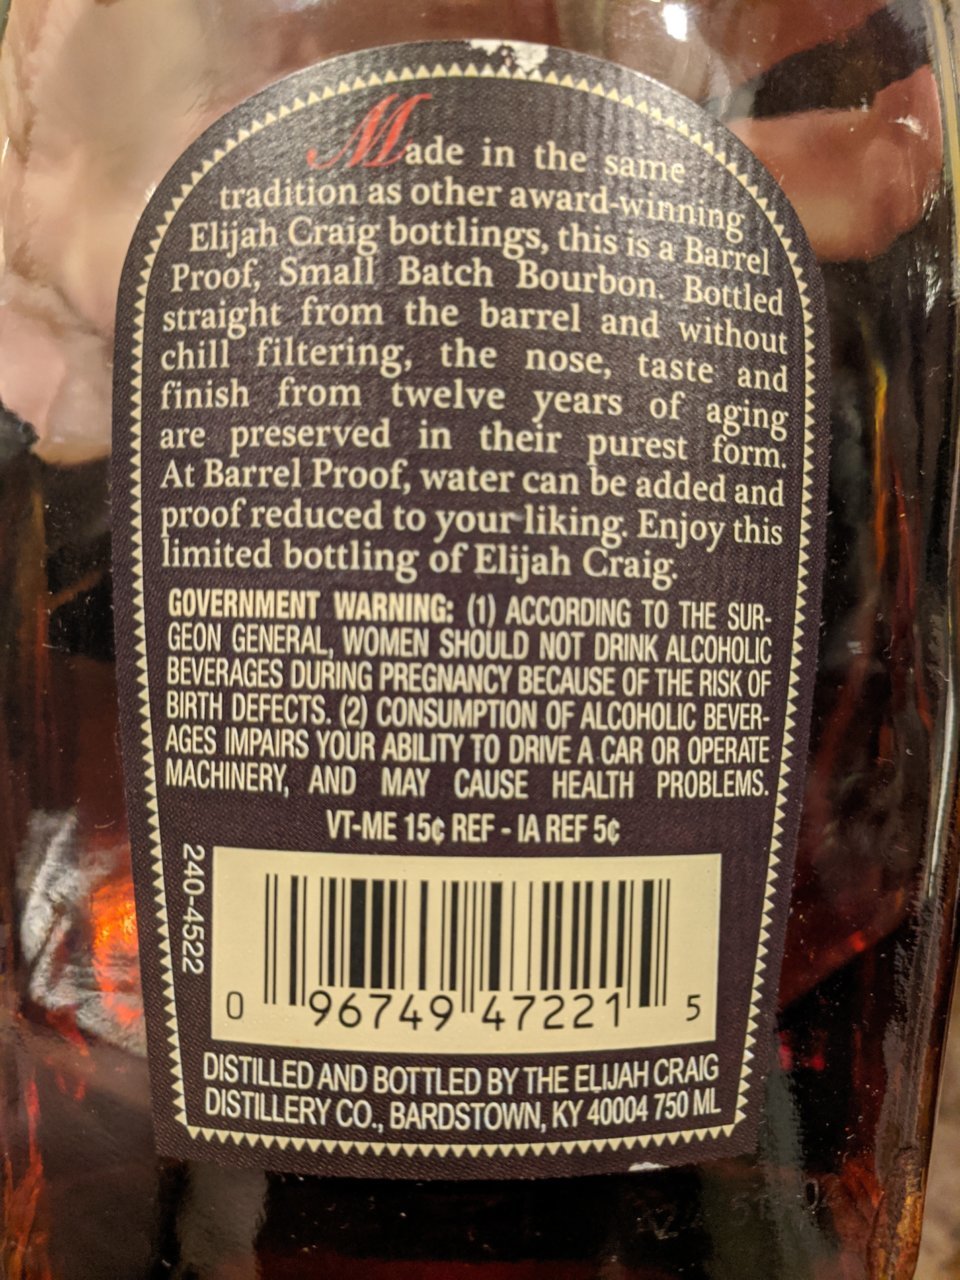 Made in the same
tradition as other award-winning
Elijah Craig bottlings, this is a Barrel
Proof, Small Batch Bourbon. Bottled
straight from the barrel and without
chill filtering, the nose, taste and
finish from twelve years of aging
are preserved in their purest form.
At Barrel Proof, water can be added and
proof reduced to your liking. Enjoy this
limited bottling of Elijah Craig.
GOVERNMENT WARNING: (1) ACCORDING TO THE SUR-
GEON GENERAL, WOMEN SHOULD NOT DRINK ALCOHOLIC
BEVERAGES DURING PREGNANCY BECAUSE OF THE RISK OF
BIRTH DEFECTS. (2) CONSUMPTION OF ALCOHOLIC BEVER-
AGES IMPAIRS YOUR ABILITY TO DRIVE A CAR OR OPERATE
MACHINERY, AND MAY CAUSE HEALTH PROBLEMS.
VT-ME 15¢ REF - IA REF 5¢
240-4522
0 96749 47221 5
DISTILLED AND BOTTLED BY THE ELIJAH CRAIG
DISTILLERY CO., BARDSTOWN, KY 40004 750 ML